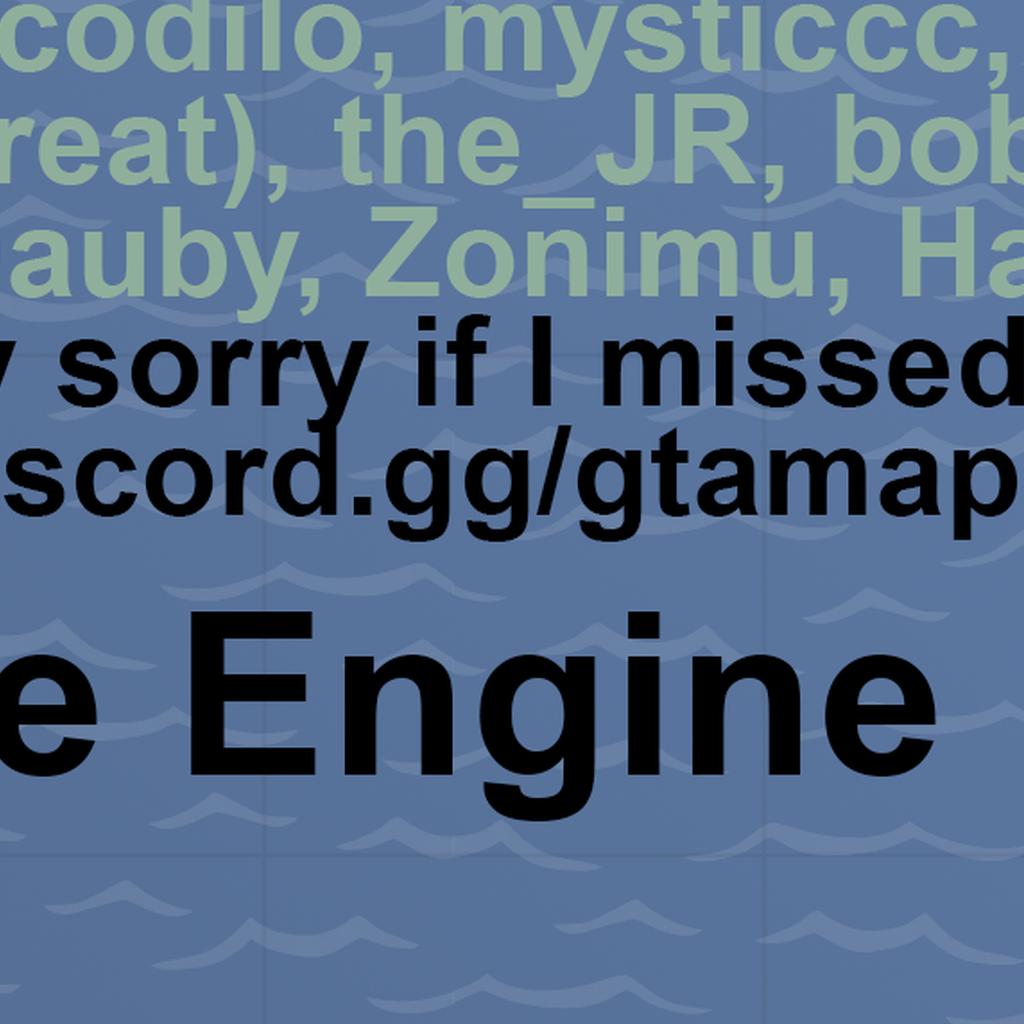 codilo, mysticcc,
reat), the_JR, bob
auby, Zonimu, Ha
y sorry if I missed
scord.gg/gtamap
e Engine